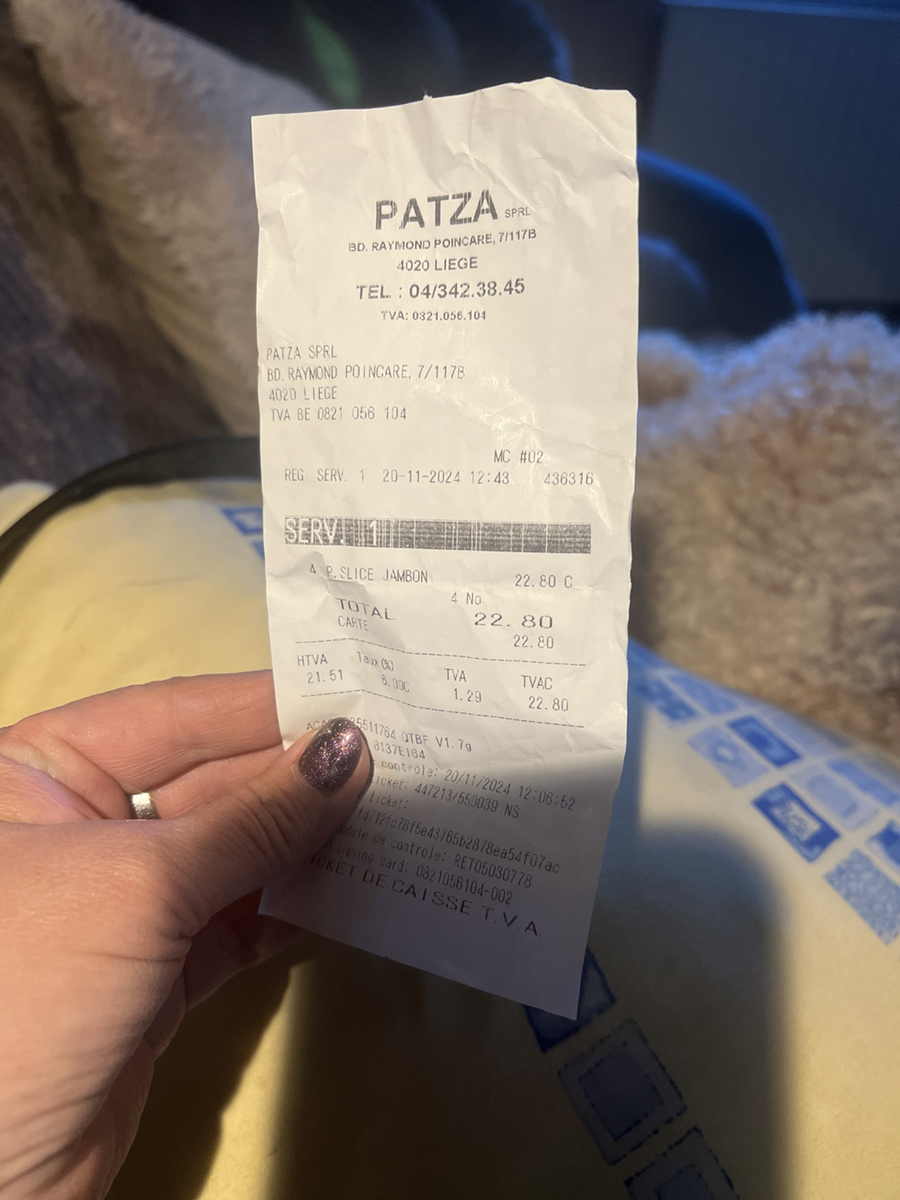 PATZA SPRL
BD. RAYMOND POINCARE, 7/117B
4020 LIEGE
TEL. : 04/342.38.45
TVA: 0821.056.104
PATZA SPRL
BD. RAYMOND POINCARE, 7/117B
4020 LIEGE
TVA BE 0821 056 104
MC #02
REG SERV. 1 20-11-2024 12:43 436316
SERV. 1
4 P.SLICE JAMBON 22.80 C
4 No
TOTAL 22.80
CARTE 22.80
HTVA Taux(%) TVA TVAC
21.51 6.00C 1.29 22.80
V1.7g
8137E164
controle: 20/11/2024 12:06:52
ticket: 447213/550039 NS
ticket:
de controle: RET05030778
card: 0821056104-002
TICKET DE CAISSE T.V.A.